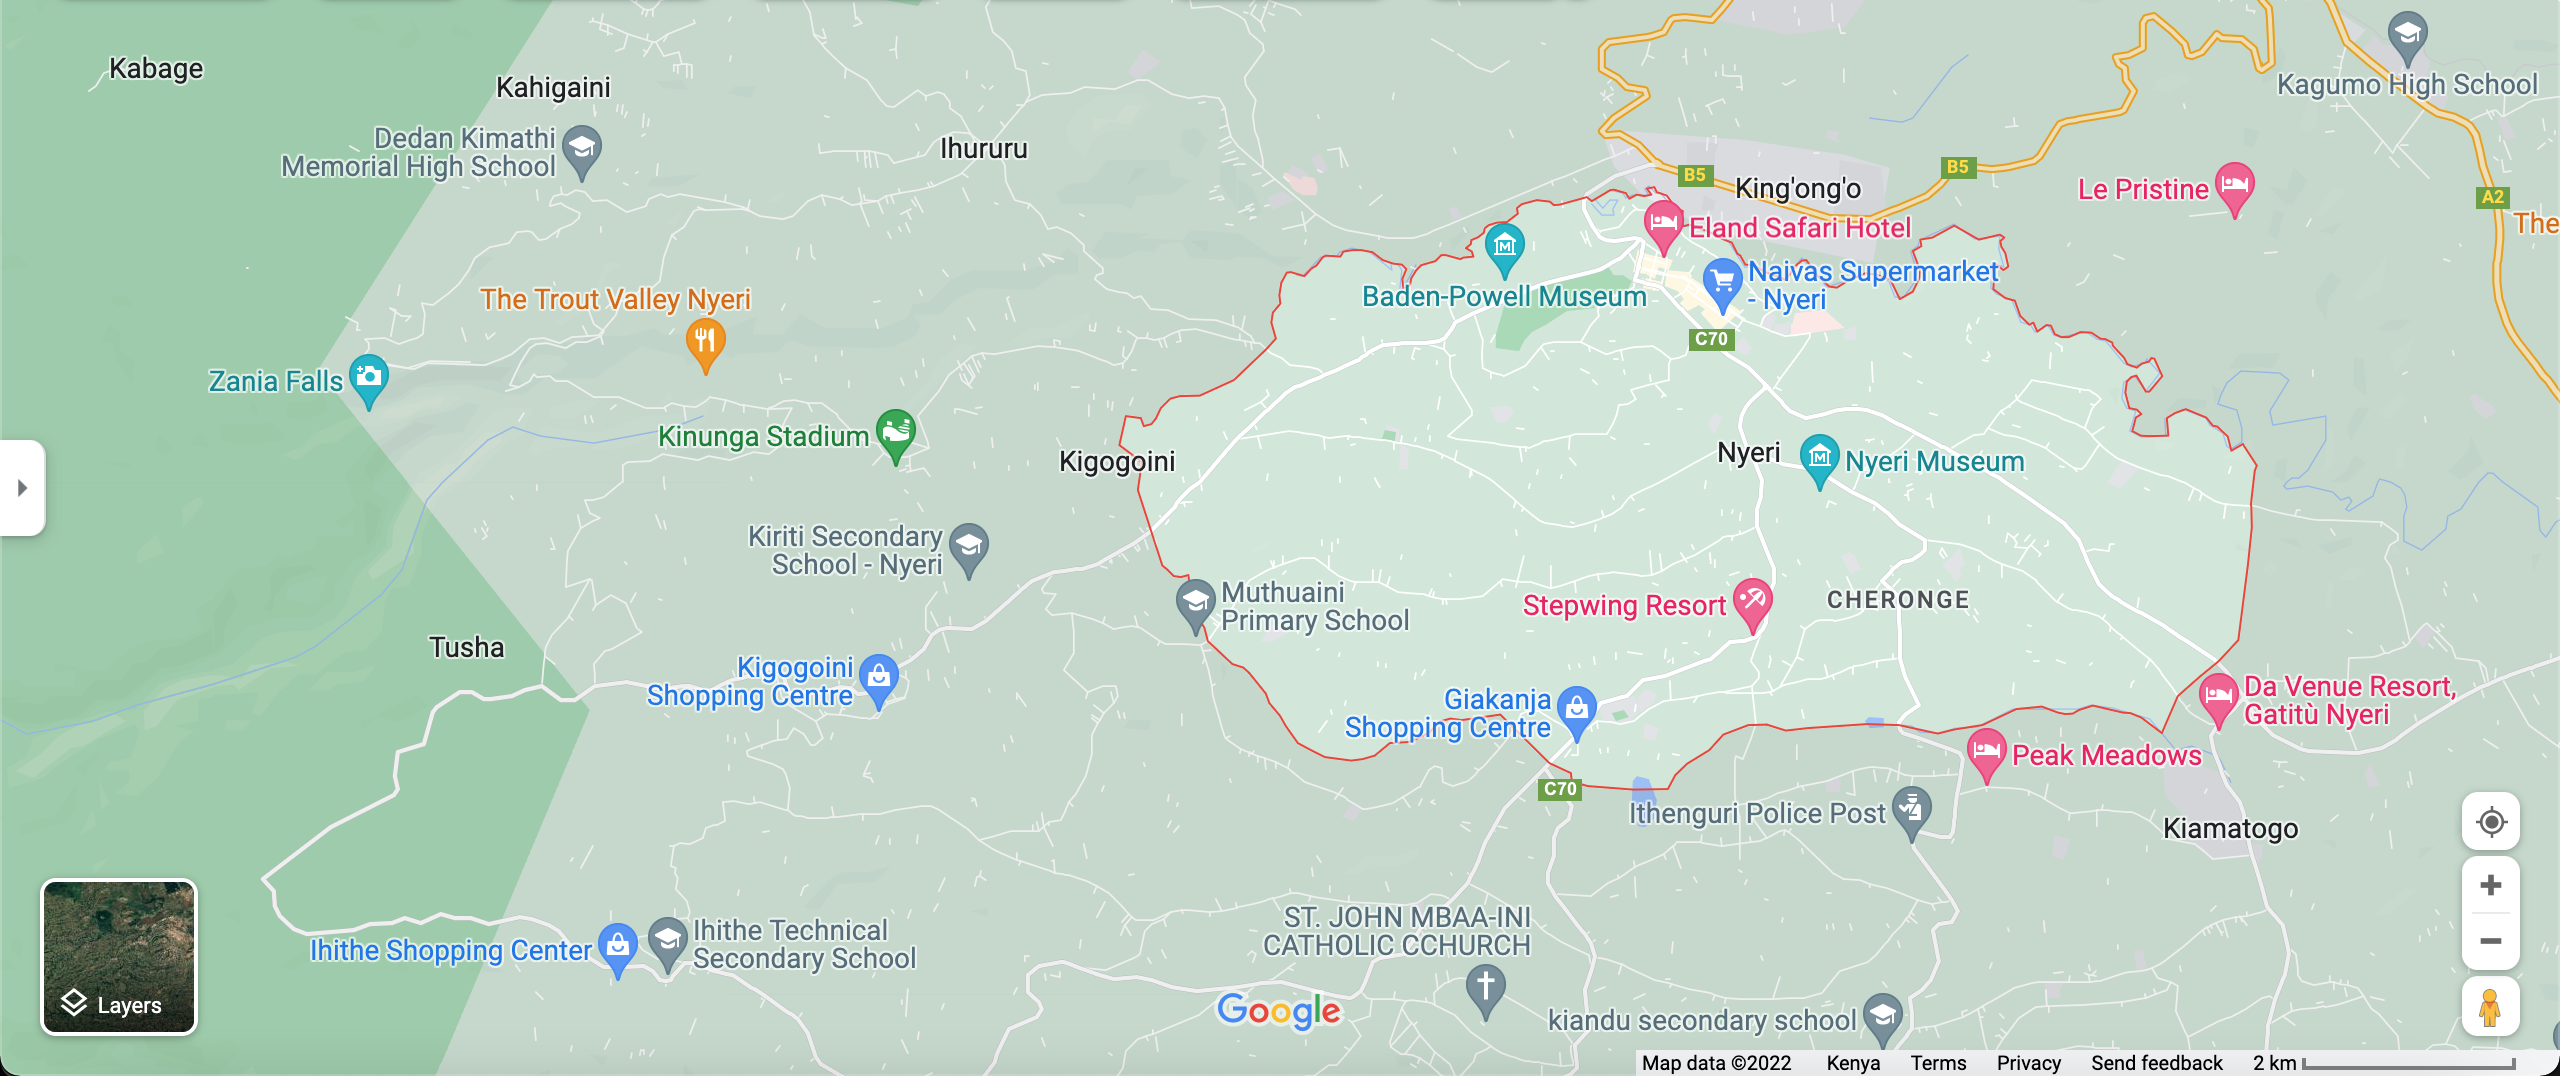 Kabage
Kahigaini
Kagumo High School
Dedan Kimathi
Memorial High School
Ihururu
B5
King'ong'o
B5
Le Pristine
A2
The
Eland Safari Hotel
Baden-Powell Museum
Naivas Supermarket
- Nyeri
The Trout Valley Nyeri
C70
Zania Falls
Kinunga Stadium
Kigogoini
Nyeri
Nyeri Museum
Kiriti Secondary
School - Nyeri
Muthuaini
Primary School
Stepwing Resort
CHERONGE
Tusha
Kigogoini
Shopping Centre
Giakanja
Shopping Centre
Da Venue Resort,
Gatitù Nyeri
Peak Meadows
C70
Ithenguri Police Post
Kiamatogo
ST. JOHN MBAA-INI
CATHOLIC CCHURCH
Ihithe Shopping Center
Ihithe Technical
Secondary School
Layers
Google
kiandu secondary school
Map data ©2022
Kenya
Terms
Privacy
Send feedback
2 km